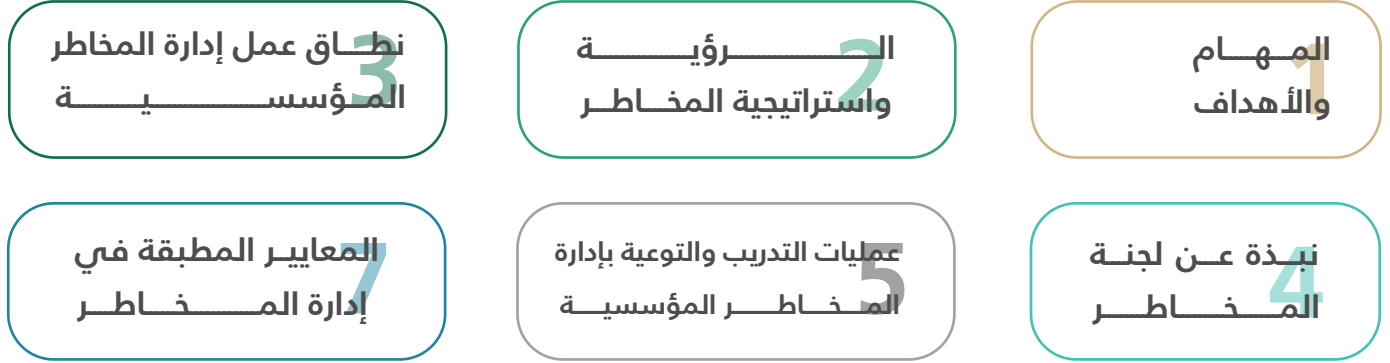 1
المهام
والأهداف
2
الرؤية
واستراتيجية المخاطر
3
نطاق عمل إدارة المخاطر
المؤسسية
4
نبذة عن لجنة
المخاطر
5
عمليات التدريب والتوعية بإدارة
المخاطر المؤسسية
7
المعايير المطبقة في
إدارة المخاطر